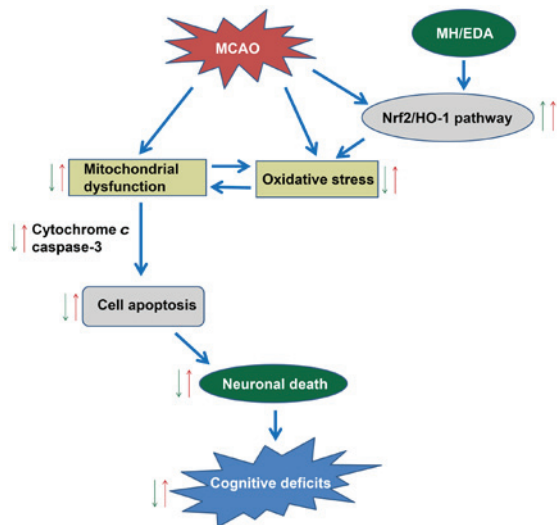 MCAO
MH/EDA
Nrf2/HO-1 pathway
Mitochondrial
dysfunction
Oxidative stress
Cytochrome c
caspase-3
Cell apoptosis
Neuronal death
Cognitive deficits